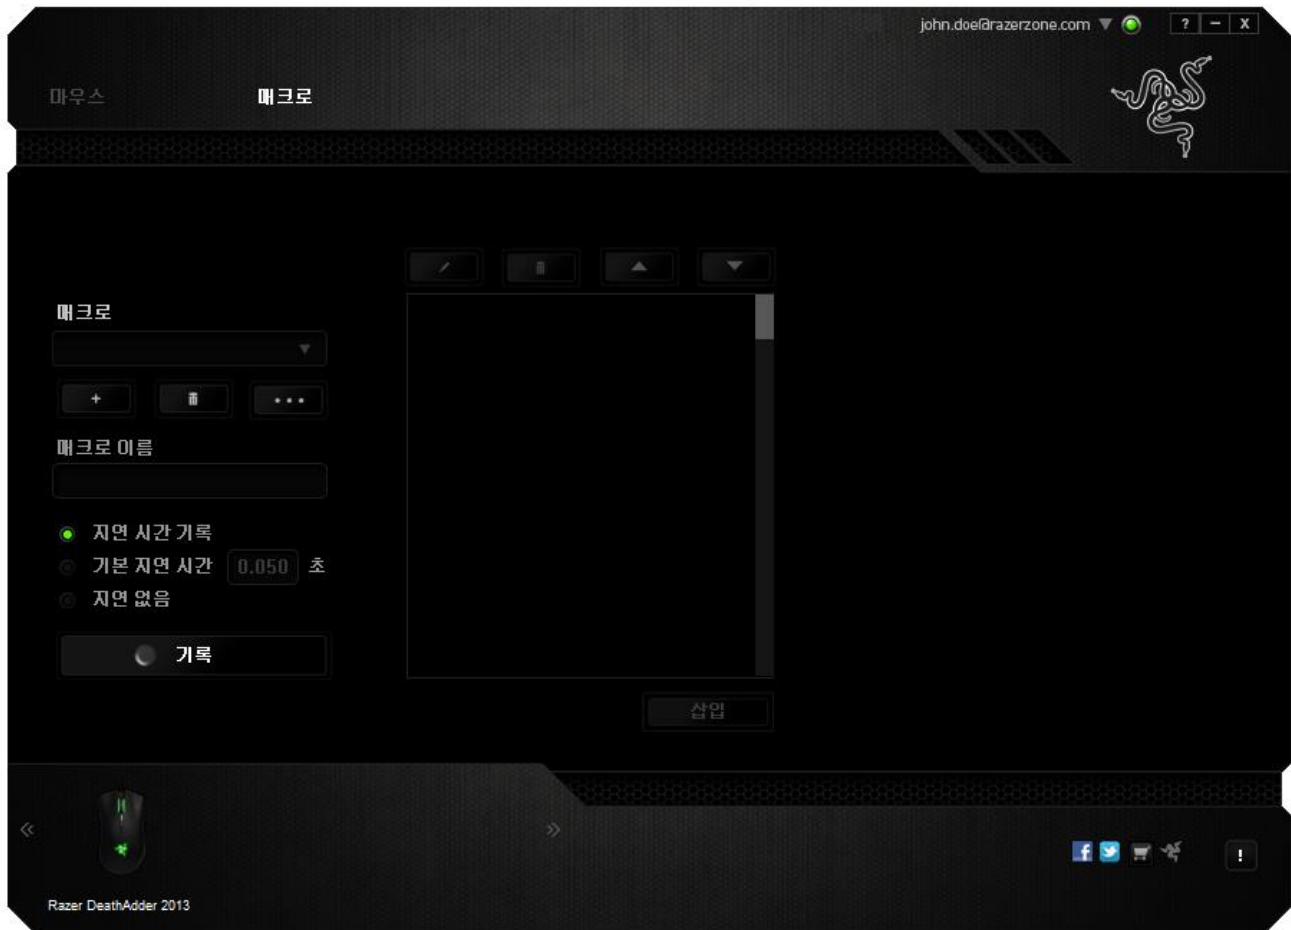 john.doe@razerzone.com
? — X
마우스 매크로
매크로
매크로 이름
지연 시간 기록
기본 지연 시간 0.050 초
지연 없음
기록
삽입
Razer DeathAdder 2013
f
!